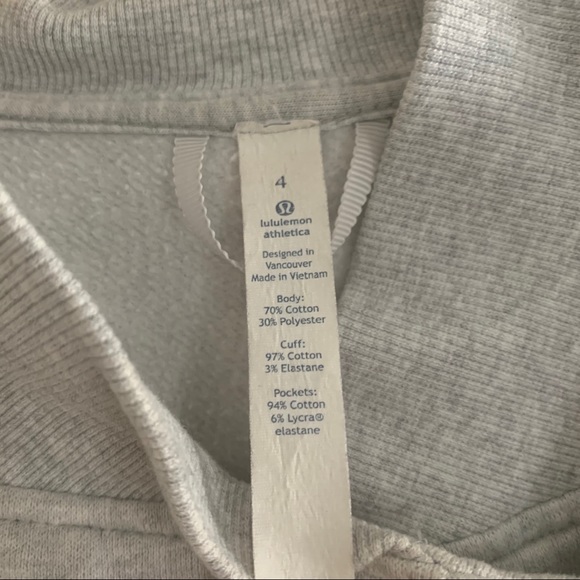 4
lululemon
athletica
Designed in
Vancouver
Made in Vietnam
Body:
70% Cotton
30% Polyester
Cuff:
97% Cotton
3% Elastane
Pockets:
94% Cotton
6% Lycra®
elastane